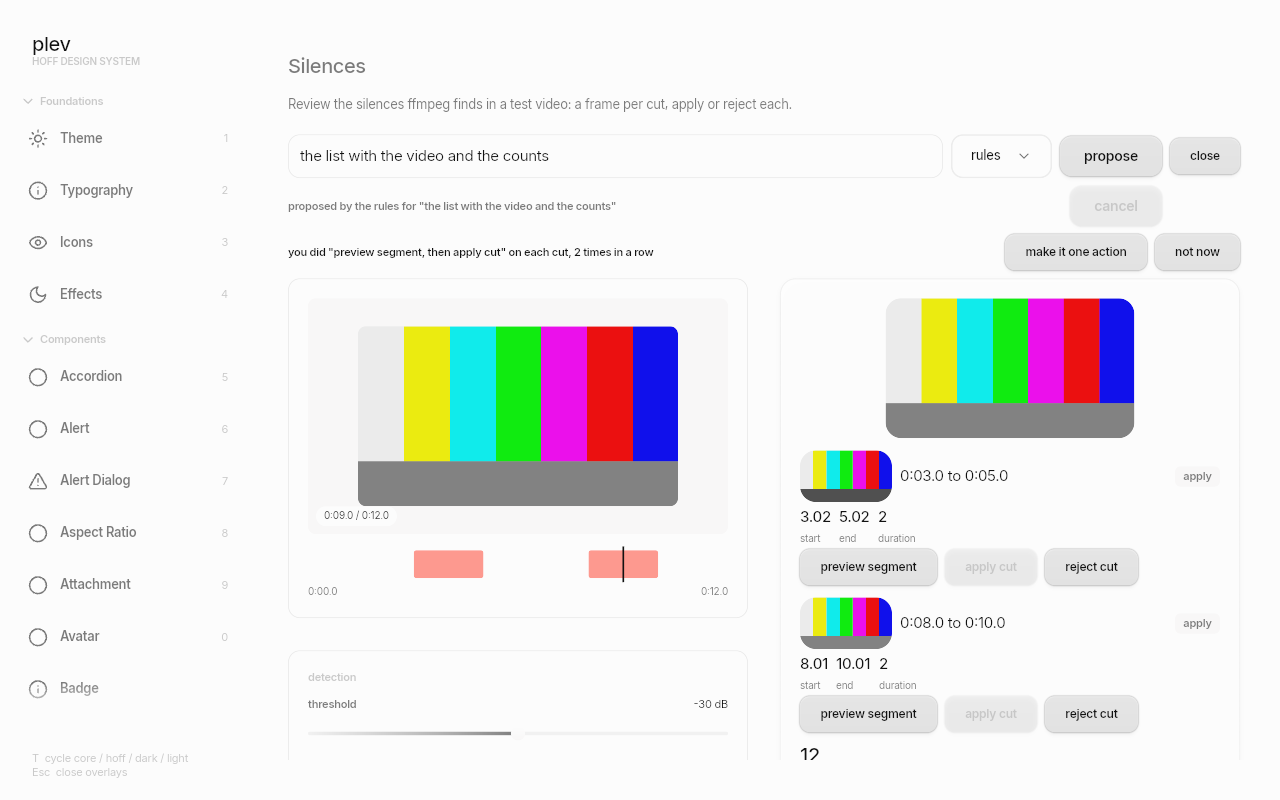 plev
HOFF DESIGN SYSTEM
Foundations
Theme 1
Typography 2
Icons 3
Effects 4
Components
Accordion 5
Alert 6
Alert Dialog 7
Aspect Ratio 8
Attachment 9
Avatar 0
Badge
T cycle core / hoff / dark / light
Esc close overlays
Silences
Review the silences ffmpeg finds in a test video: a frame per cut, apply or reject each.
the list with the video and the counts rules propose close
proposed by the rules for "the list with the video and the counts" cancel
you did "preview segment, then apply cut" on each cut, 2 times in a row make it one action not now
0:09.0 / 0:12.0
0:00.0 0:12.0
detection
threshold -30 dB
0:03.0 to 0:05.0 apply
3.02 5.02 2
start end duration
preview segment apply cut reject cut
0:08.0 to 0:10.0 apply
8.01 10.01 2
start end duration
preview segment apply cut reject cut
12